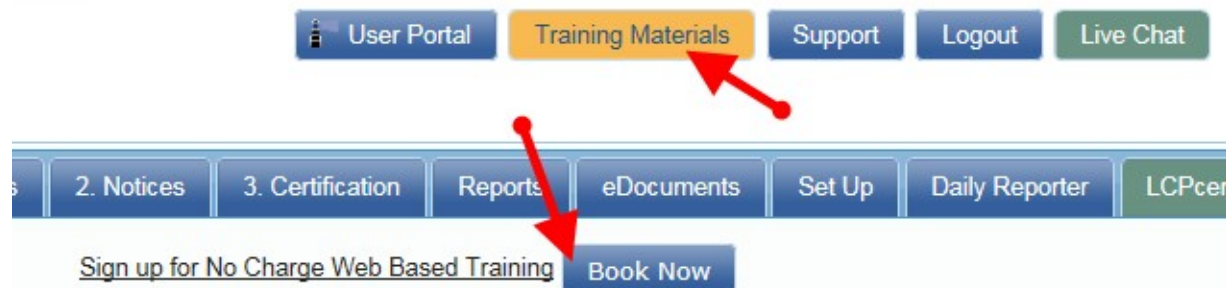 User Portal Training Materials Support Logout Live Chat
s 2. Notices 3. Certification Reports eDocuments Set Up Daily Reporter LCPcer
Sign up for No Charge Web Based Training Book Now